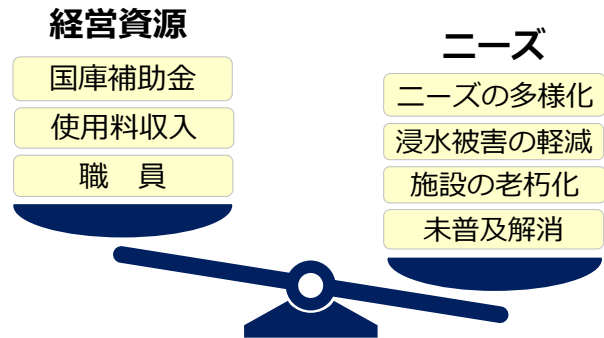 経営資源
国庫補助金
使用料収入
職　員
ニーズ
ニーズの多様化
浸水被害の軽減
施設の老朽化
未普及解消